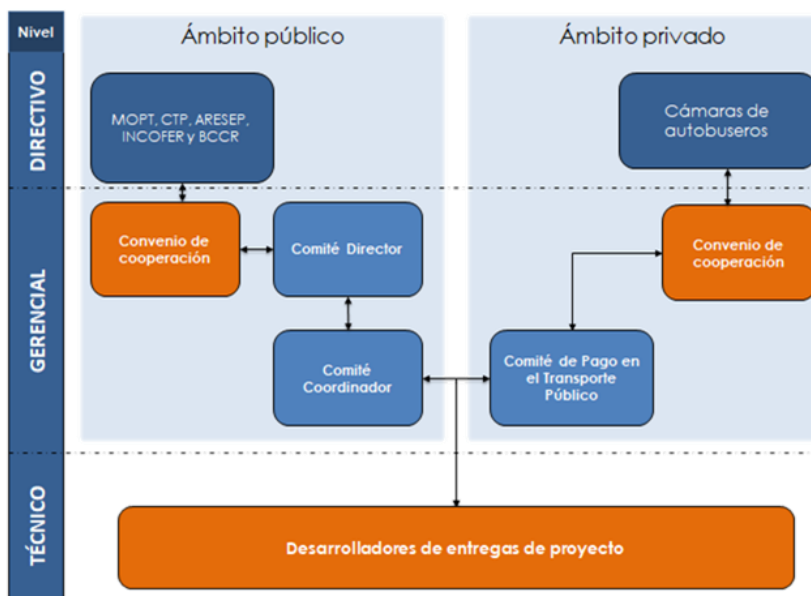 Nivel
Ámbito público
Ámbito privado
DIRECTIVO
MOPT, CTP, ARESEP,
INCOFER y BCCR
Cámaras de
autobuseros
GERENCIAL
Convenio de
cooperación
Comité Director
Convenio de
cooperación
Comité
Coordinador
Comité de Pago en
el Transporte
Público
TÉCNICO
Desarrolladores de entregas de proyecto